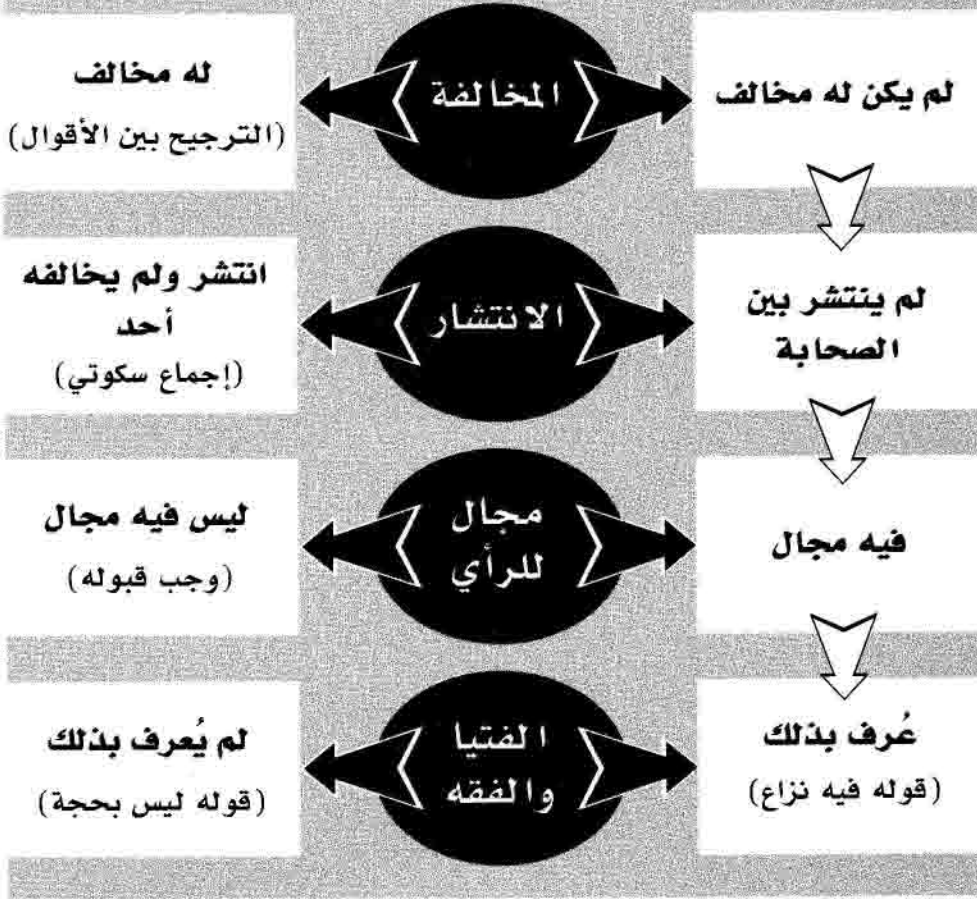 لم يكن له مخالف
المخالفة
له مخالف
(الترجيح بين الأقوال)
لم ينتشر بين
الصحابة
الانتشار
انتشر ولم يخالفه
أحد
(إجماع سكوتي)
فيه مجال
مجال
للرأي
ليس فيه مجال
(وجب قبوله)
عُرف بذلك
(قوله فيه نزاع)
الفتيا
والفقه
لم يُعرف بذلك
(قوله ليس بحجة)